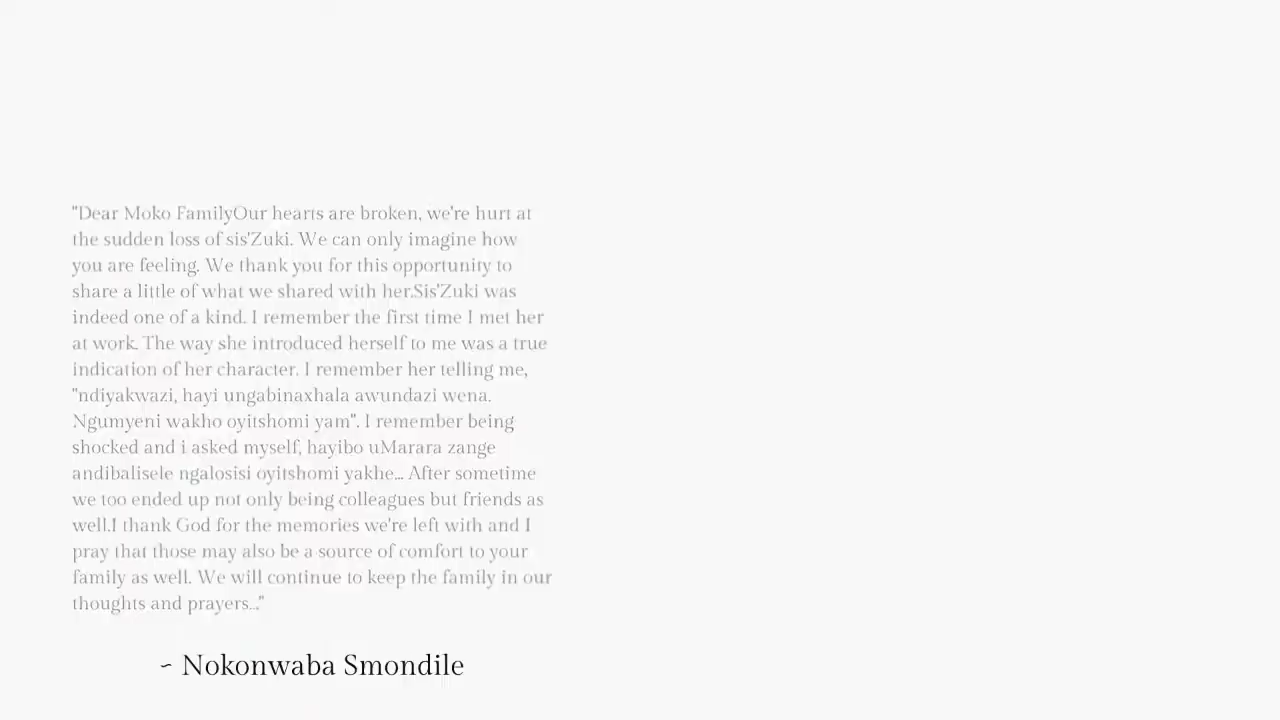 "Dear Moko FamilyOur hearts are broken, we're hurt at
the sudden loss of sis'Zuki. We can only imagine how
you are feeling. We thank you for this opportunity to
share a little of what we shared with her.Sis'Zuki was
indeed one of a kind. I remember the first time I met her
at work. The way she introduced herself to me was a true
indication of her character. I remember her telling me,
"ndiyakwazi, hayi ungabinaxhala awundazi wena.
Ngumyeni wakho oyitshomi yam". I remember being
shocked and i asked myself, hayibo uMarara zange
andibalisele ngalosisi oyitshomi yakhe... After sometime
we too ended up not only being colleagues but friends as
well.I thank God for the memories we're left with and I
pray that those may also be a source of comfort to your
family as well. We will continue to keep the family in our
thoughts and prayers..."
~ Nokonwaba Smondile